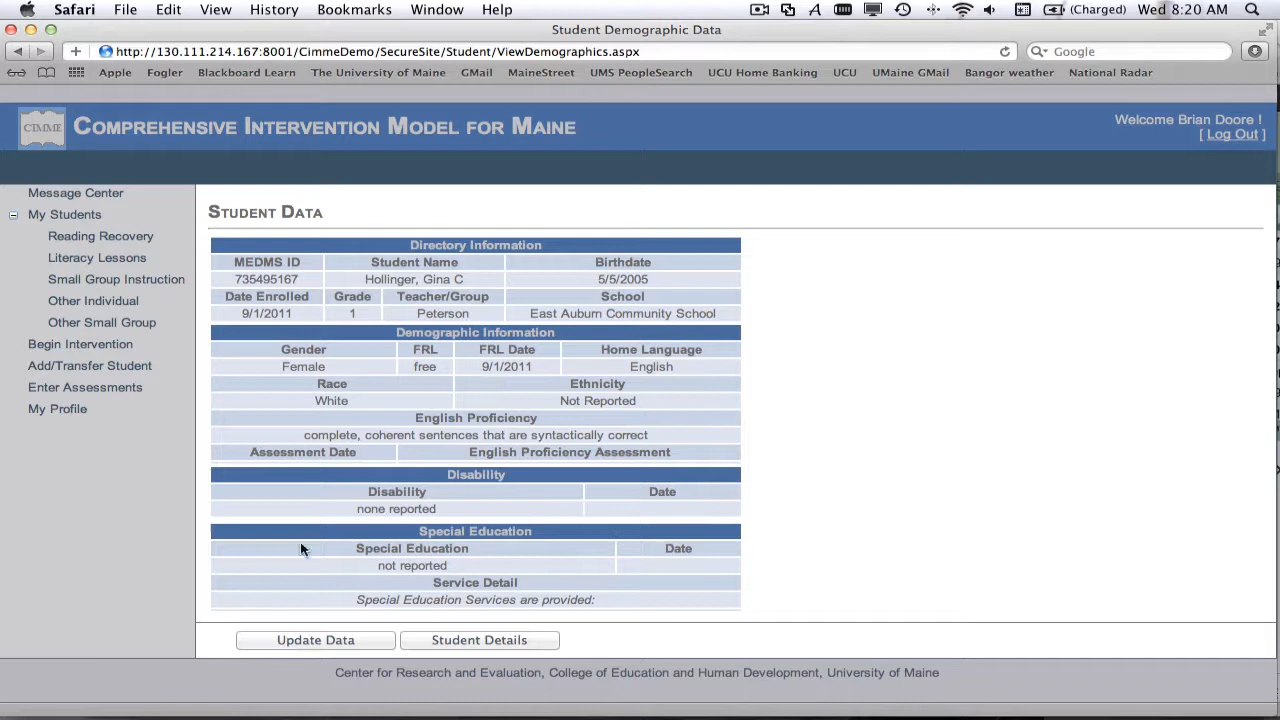 Safari File Edit View History Bookmarks Window Help (Charged) Wed 8:20 AM
Student Demographic Data
http://130.111.214.167:8001/CimmeDemo/SecureSite/Student/ViewDemographics.aspx Google
Apple Fogler Blackboard Learn The University of Maine GMail MaineStreet UMS PeopleSearch UCU Home Banking UCU UMaine GMail Bangor weather National Radar
CIMME COMPREHENSIVE INTERVENTION MODEL FOR MAINE
Welcome Brian Doore !
[ Log Out ]
Message Center
My Students
Reading Recovery
Literacy Lessons
Small Group Instruction
Other Individual
Other Small Group
Begin Intervention
Add/Transfer Student
Enter Assessments
My Profile
STUDENT DATA
Directory Information
MEDMS ID Student Name Birthdate
735495167 Hollinger, Gina C 5/5/2005
Date Enrolled Grade Teacher/Group School
9/1/2011 1 Peterson East Auburn Community School
Demographic Information
Gender FRL FRL Date Home Language
Female free 9/1/2011 English
Race Ethnicity
White Not Reported
English Proficiency
complete, coherent sentences that are syntactically correct
Assessment Date English Proficiency Assessment
Disability
Disability Date
none reported
Special Education
Special Education Date
not reported
Service Detail
Special Education Services are provided:
Update Data Student Details
Center for Research and Evaluation, College of Education and Human Development, University of Maine